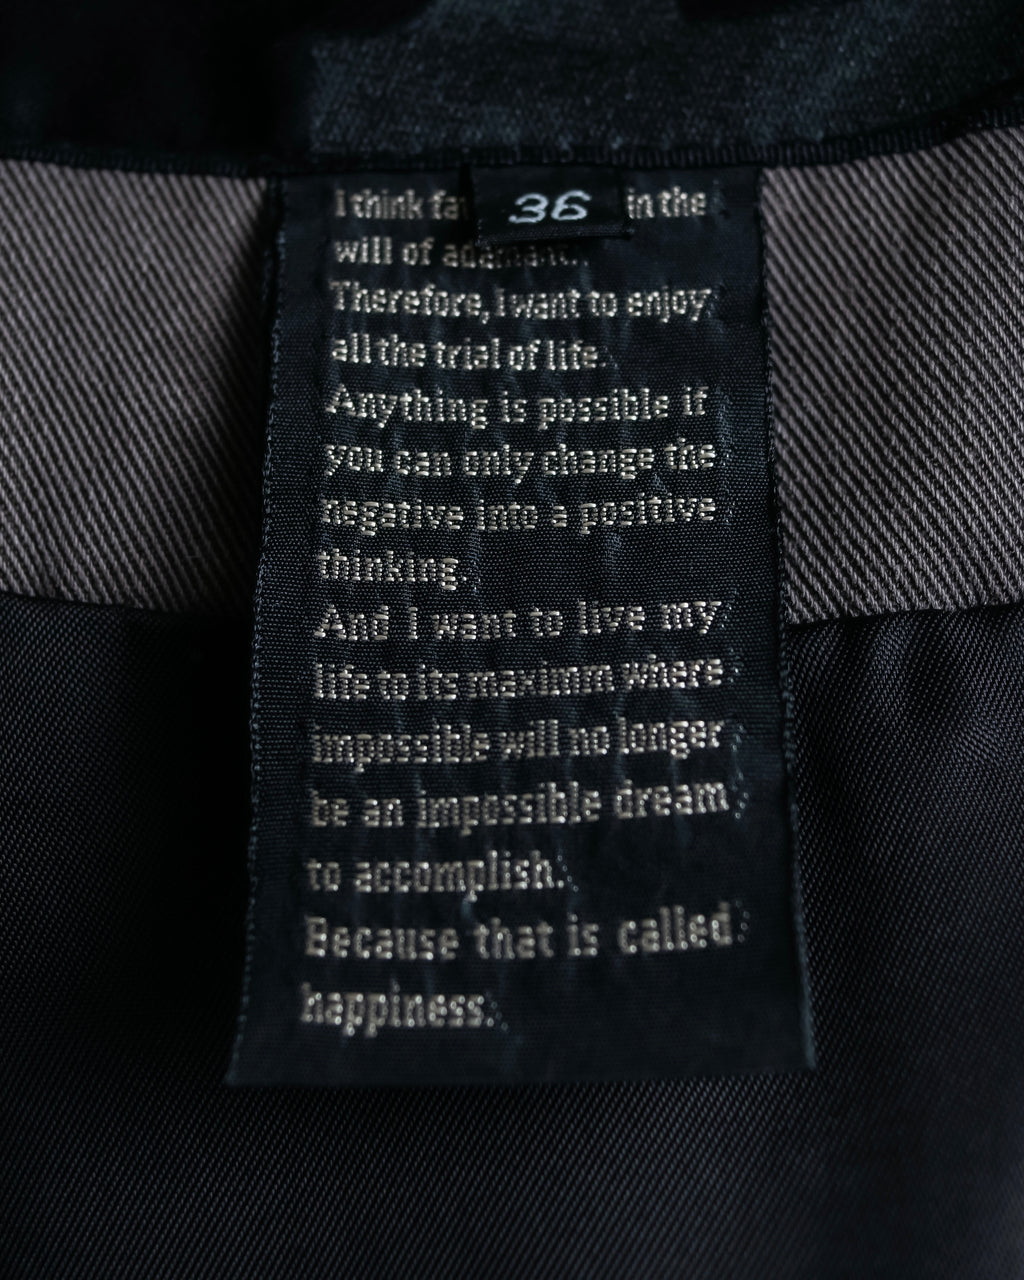 I think 36 in the
will of adamant.
Therefore, I want to enjoy
all the trial of life.
Anything is possible if
you can only change the
negative into a positive
thinking.
And I want to live my
life to its maximm where
impossible will no longer
be an impossible dream
to accomplish.
Because that is called
happiness.